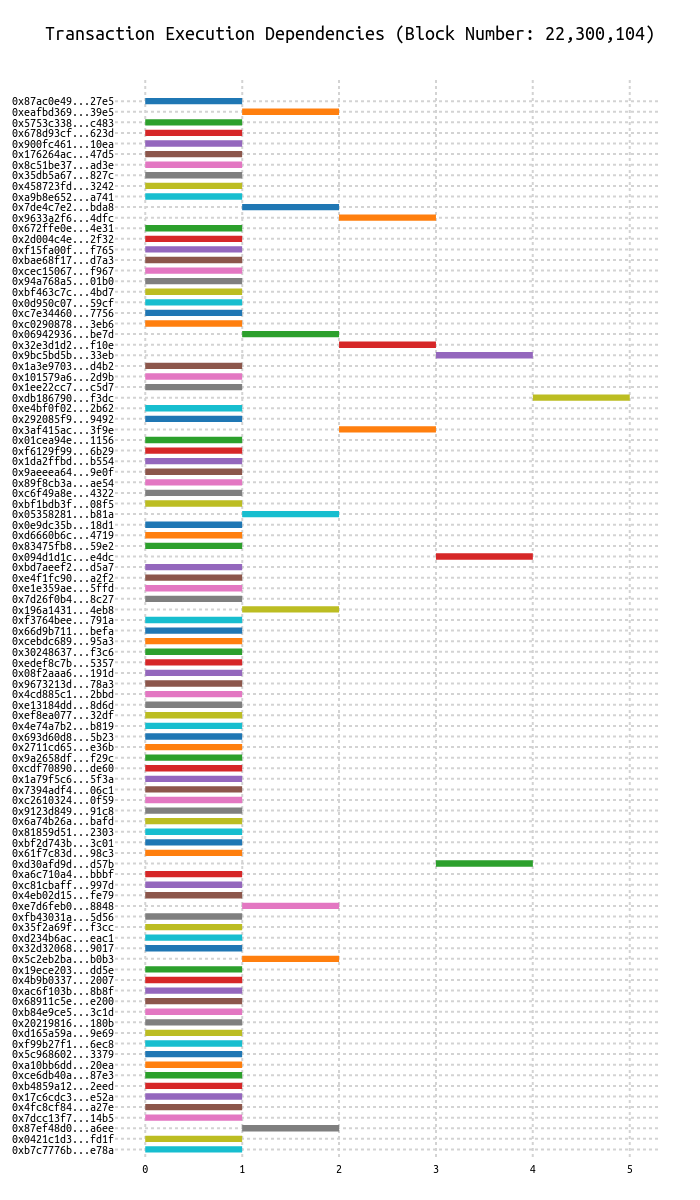 Transaction Execution Dependencies (Block Number: 22,300,104)
0x87ac0e49...27e5
0xeafbd369...39e5
0x5753c338...c483
0x678d93cf...623d
0x900fc461...10ea
0x176264ac...47d5
0x8c51be37...ad3e
0x35db5a67...827c
0x458723fd...3242
0xa9b8e652...a741
0x7de4c7e2...bda8
0x9633a2f6...4dfc
0x672ffe0e...4e31
0x2d004c4e...2f32
0xf15fa00f...f765
0xbae68f17...d7a3
0xcec15067...f967
0x94a768a5...01b0
0xbf463c7c...4bd7
0x0d950c07...59cf
0xc7e34460...7756
0xc0290878...3eb6
0x06942936...be7d
0x32e3d1d2...f10e
0x9bc5bd5b...33eb
0x1a3e9703...d4b2
0x101579a6...2d9b
0x1ee22cc7...c5d7
0xdb186790...f3dc
0xe4bf0f02...2b62
0x292085f9...9492
0x3af415ac...3f9e
0x01cea94e...1156
0xf6129f99...6b29
0x1da2ffbd...b554
0x9aeeea64...9e0f
0x89f8cb3a...ae54
0xc6f49a8e...4322
0xbf1bdb3f...08f5
0x05358281...b81a
0x0e9dc35b...18d1
0xd6660b6c...4719
0x83475fb8...59e2
0x094d1d1c...e4dc
0xbd7aeef2...d5a7
0xe4f1fc90...a2f2
0xe1e359ae...5ffd
0x7d26f0b4...8c27
0x196a1431...4eb8
0xf3764bee...791a
0x66d9b711...befa
0xcebdc689...95a3
0x30248637...f3c6
0xedef8c7b...5357
0x08f2aaa6...191d
0x9673213d...78a3
0x4cd885c1...2bbd
0xe13184dd...8d6d
0xef8ea077...32df
0x4e74a7b2...b819
0x693d60d8...5b23
0x2711cd65...e36b
0x9a2658df...f29c
0xcdf70890...de60
0x1a79f5c6...5f3a
0x7394adf4...06c1
0xc2610324...0f59
0x9123d849...91c8
0x6a74b26a...bafd
0x81859d51...2303
0xbf2d743b...3c01
0x61f7c83d...98c3
0xd30afd9d...d57b
0xa6c710a4...bbbf
0xc81cbaff...997d
0x4eb02d15...fe79
0xe7d6feb0...8848
0xfb43031a...5d56
0x35f2a69f...f3cc
0xd234b6ac...eac1
0x32d32068...9017
0x5c2eb2ba...b0b3
0x19ece203...dd5e
0x4b9b0337...2007
0xac6f103b...8b8f
0x68911c5e...e200
0xb84e9ce5...3c1d
0x20219816...180b
0xd165a59a...9e69
0xf99b27f1...6ec8
0x5c968602...3379
0xa10bb6dd...20ea
0xce6db40a...87e3
0xb4859a12...2eed
0x17c6cdc3...e52a
0x4fc8cf84...a27e
0x7dcc13f7...14b5
0x87ef48d0...a6ee
0x0421c1d3...fd1f
0xb7c7776b...e78a
0 1 2 3 4 5